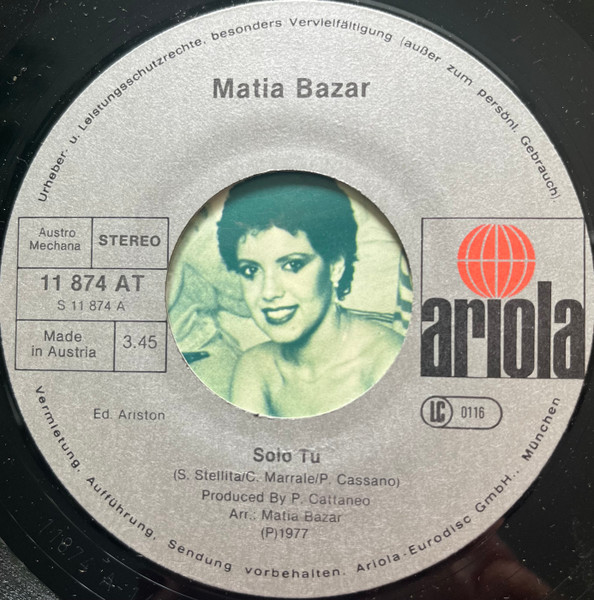 Urheber- u. Leistungsschutzrechte, besonders Vervielfältigung (außer zum persönl. Gebrauch),
Matia Bazar
Austro
Mechana
STEREO
11 874 AT
S 11 874 A
Made
in Austria
3.45
ariola
LC 0116
Ed. Ariston
Solo Tu
(S. Stellita/C. Marrale/P. Cassano)
Produced By P. Cattaneo
Arr.: Matia Bazar
(P)1977
Vermietung, Aufführung, Sendung vorbehalten. Ariola-Eurodisc GmbH., München